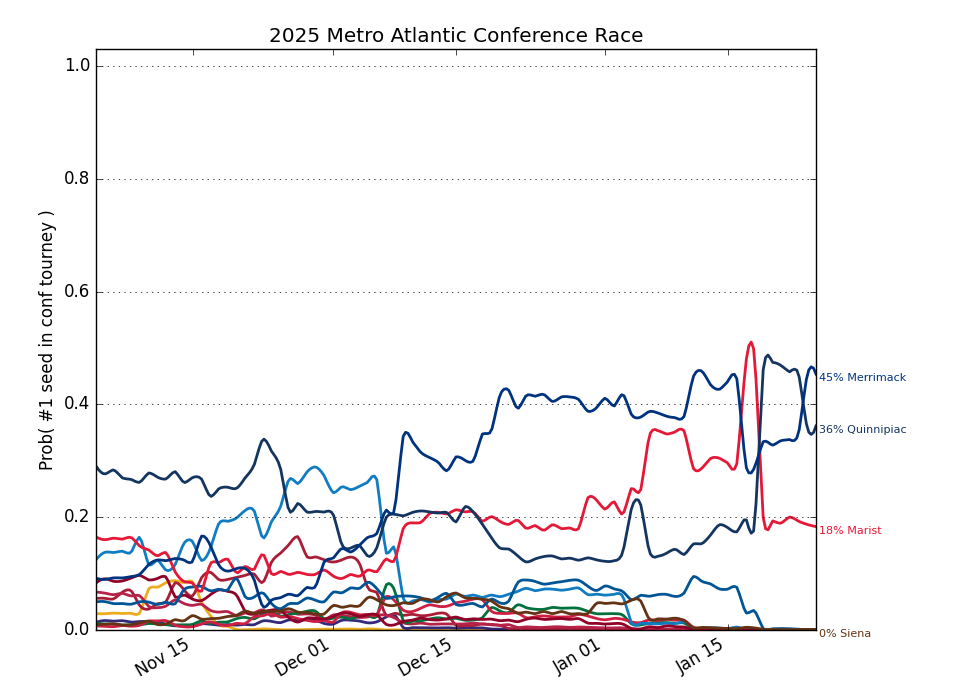 2025 Metro Atlantic Conference Race
Prob( #1 seed in conf tourney )
1.0
0.8
0.6
0.4
0.2
0.0
45% Merrimack
36% Quinnipiac
18% Marist
0% Siena
Nov 15
Dec 01
Dec 15
Jan 01
Jan 15